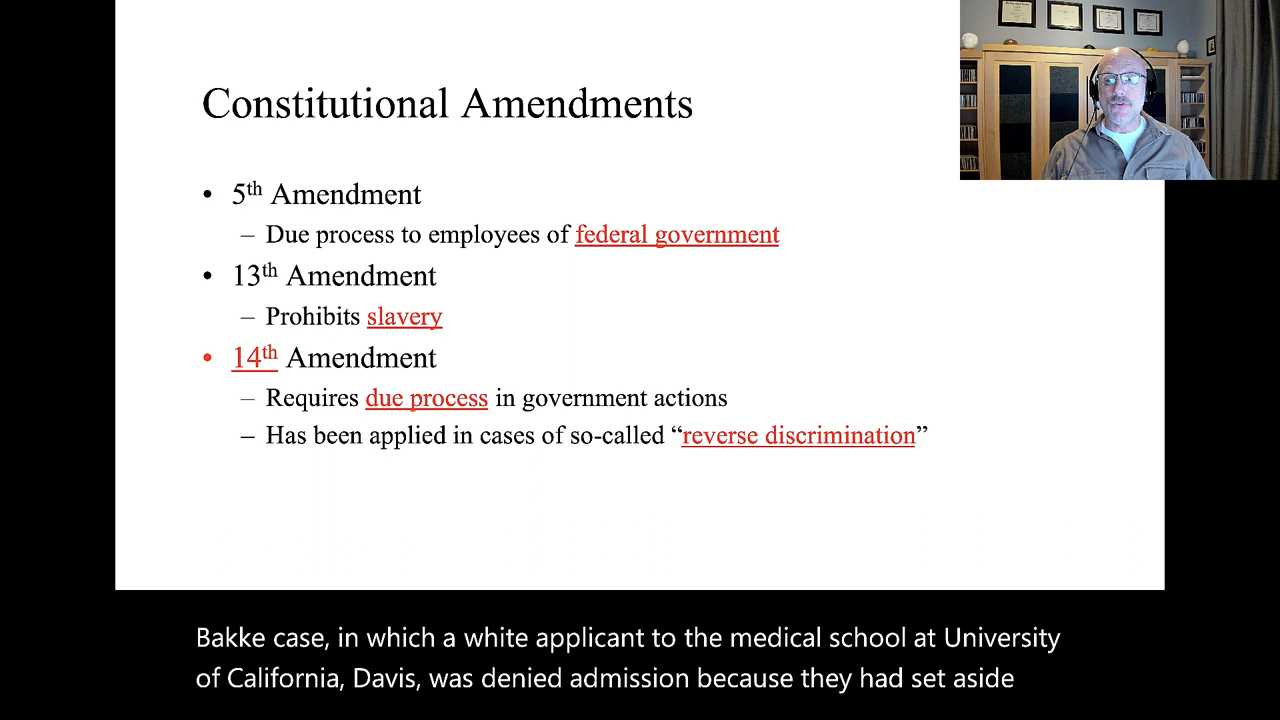 Constitutional Amendments
• 5th Amendment
– Due process to employees of federal government
• 13th Amendment
– Prohibits slavery
• 14th Amendment
– Requires due process in government actions
– Has been applied in cases of so-called “reverse discrimination”
Bakke case, in which a white applicant to the medical school at University
of California, Davis, was denied admission because they had set aside